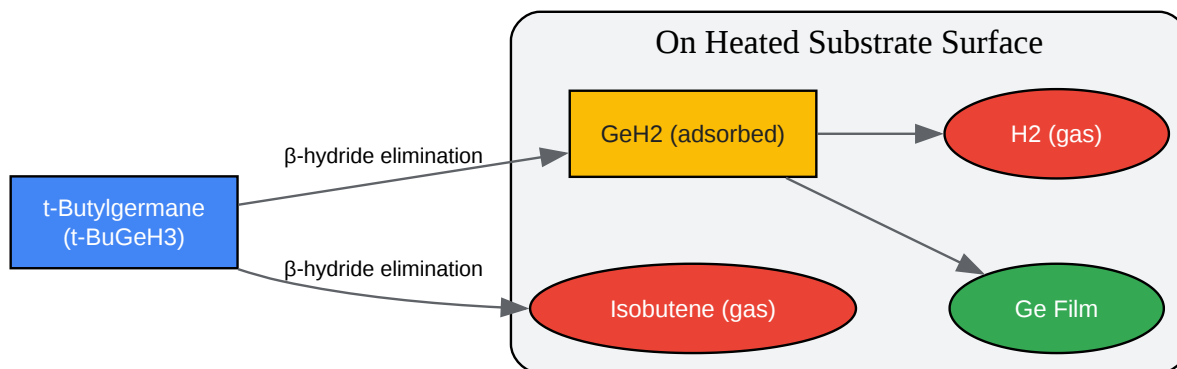 On Heated Substrate Surface
GeH2 (adsorbed)
H2 (gas)
β-hydride elimination
t-Butylgermane
(t-BuGeH3)
β-hydride elimination
Isobutene (gas)
Ge Film